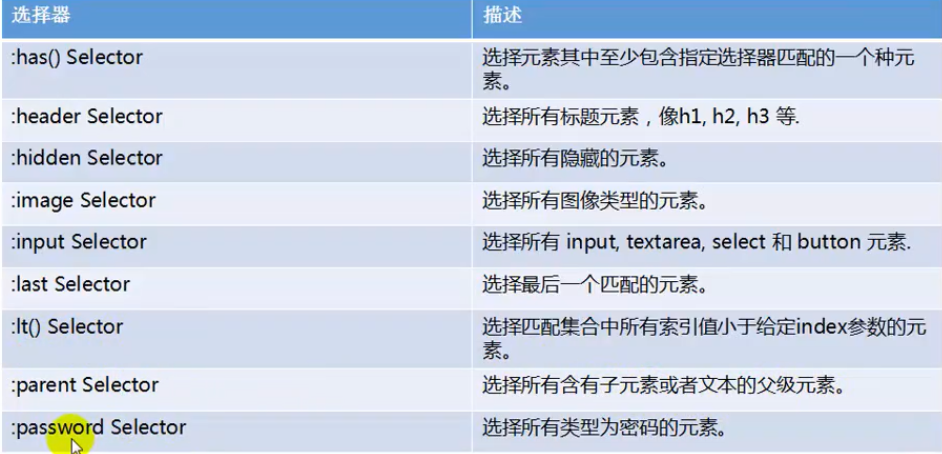 选择器 描述
:has() Selector 选择元素其中至少包含指定选择器匹配的一个种元
素。
:header Selector 选择所有标题元素，像h1, h2, h3 等.
:hidden Selector 选择所有隐藏的元素。
:image Selector 选择所有图像类型的元素。
:input Selector 选择所有 input, textarea, select 和 button 元素.
:last Selector 选择最后一个匹配的元素。
:lt() Selector 选择匹配集合中所有索引值小于给定index参数的元
素。
:parent Selector 选择所有含有子元素或者文本的父级元素。
:password Selector 选择所有类型为密码的元素。